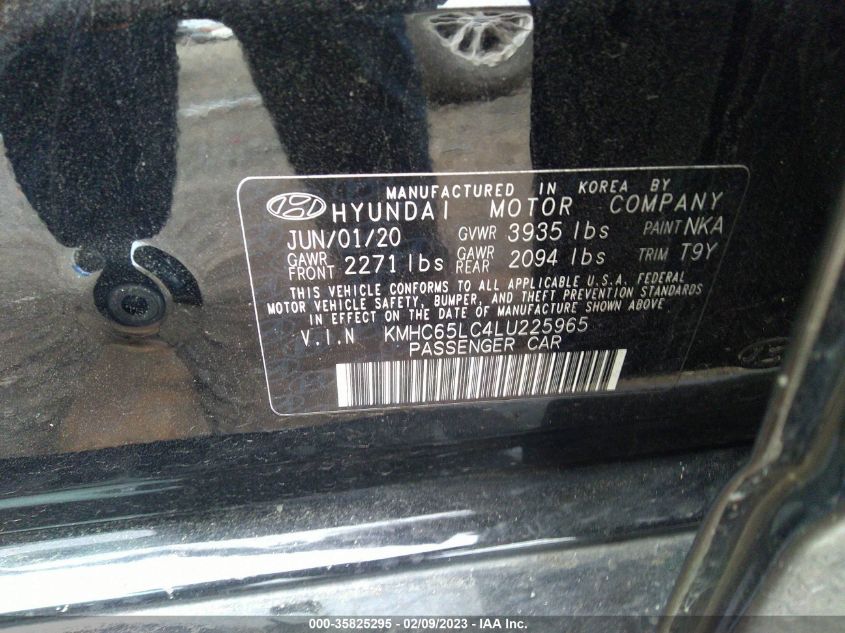 MANUFACTURED IN KOREA BY
HYUNDAI MOTOR COMPANY
JUN/01/20 GVWR 3935 lbs PAINT NKA
GAWR FRONT 2271 lbs GAWR REAR 2094 lbs TRIM T9Y
THIS VEHICLE CONFORMS TO ALL APPLICABLE U.S.A. FEDERAL
MOTOR VEHICLE SAFETY, BUMPER, AND THEFT PREVENTION STANDARDS
IN EFFECT ON THE DATE OF MANUFACTURE SHOWN ABOVE
V.I.N KMHC65LC4LU225965
PASSENGER CAR
000-35825295 - 02/09/2023 - IAA Inc.